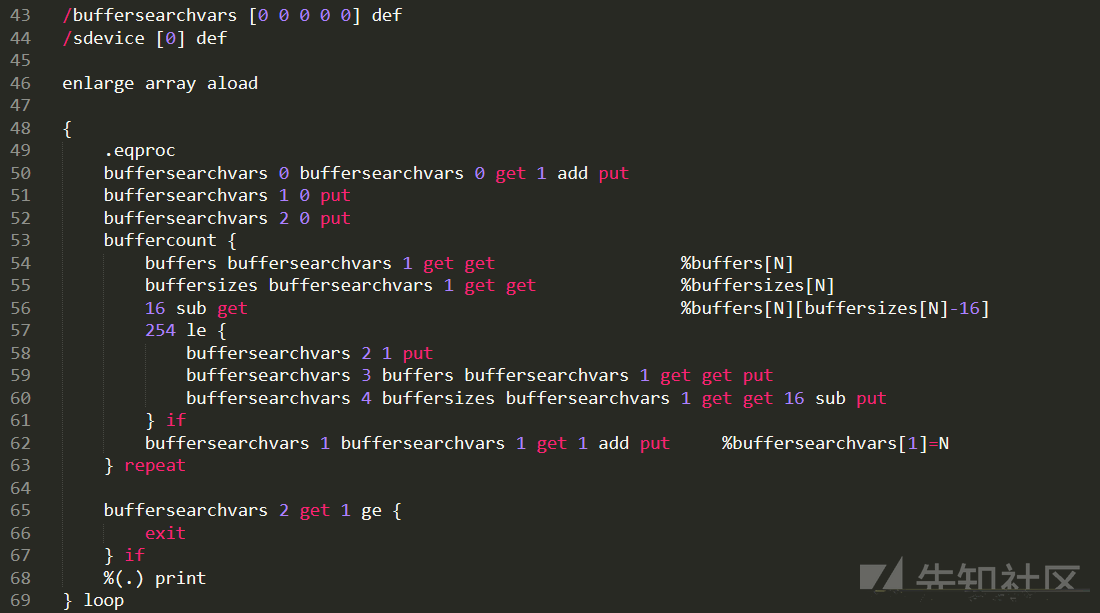 43 /buffersearchvars [0 0 0 0 0] def
44 /sdevice [0] def
45
46 enlarge array aload
47
48 {
49     .eqproc
50     buffersearchvars 0 buffersearchvars 0 get 1 add put
51     buffersearchvars 1 0 put
52     buffersearchvars 2 0 put
53     buffercount {
54         buffers buffersearchvars 1 get get                  %buffers[N]
55         buffersizes buffersearchvars 1 get get              %buffersizes[N]
56         16 sub get                                          %buffers[N][buffersizes[N]-16]
57         254 le {
58             buffersearchvars 2 1 put
59             buffersearchvars 3 buffers buffersearchvars 1 get get put
60             buffersearchvars 4 buffersizes buffersearchvars 1 get get 16 sub put
61         } if
62         buffersearchvars 1 buffersearchvars 1 get 1 add put     %buffersearchvars[1]=N
63     } repeat
64
65     buffersearchvars 2 get 1 ge {
66         exit
67     } if
68     %(.) print
69 } loop
先知社区